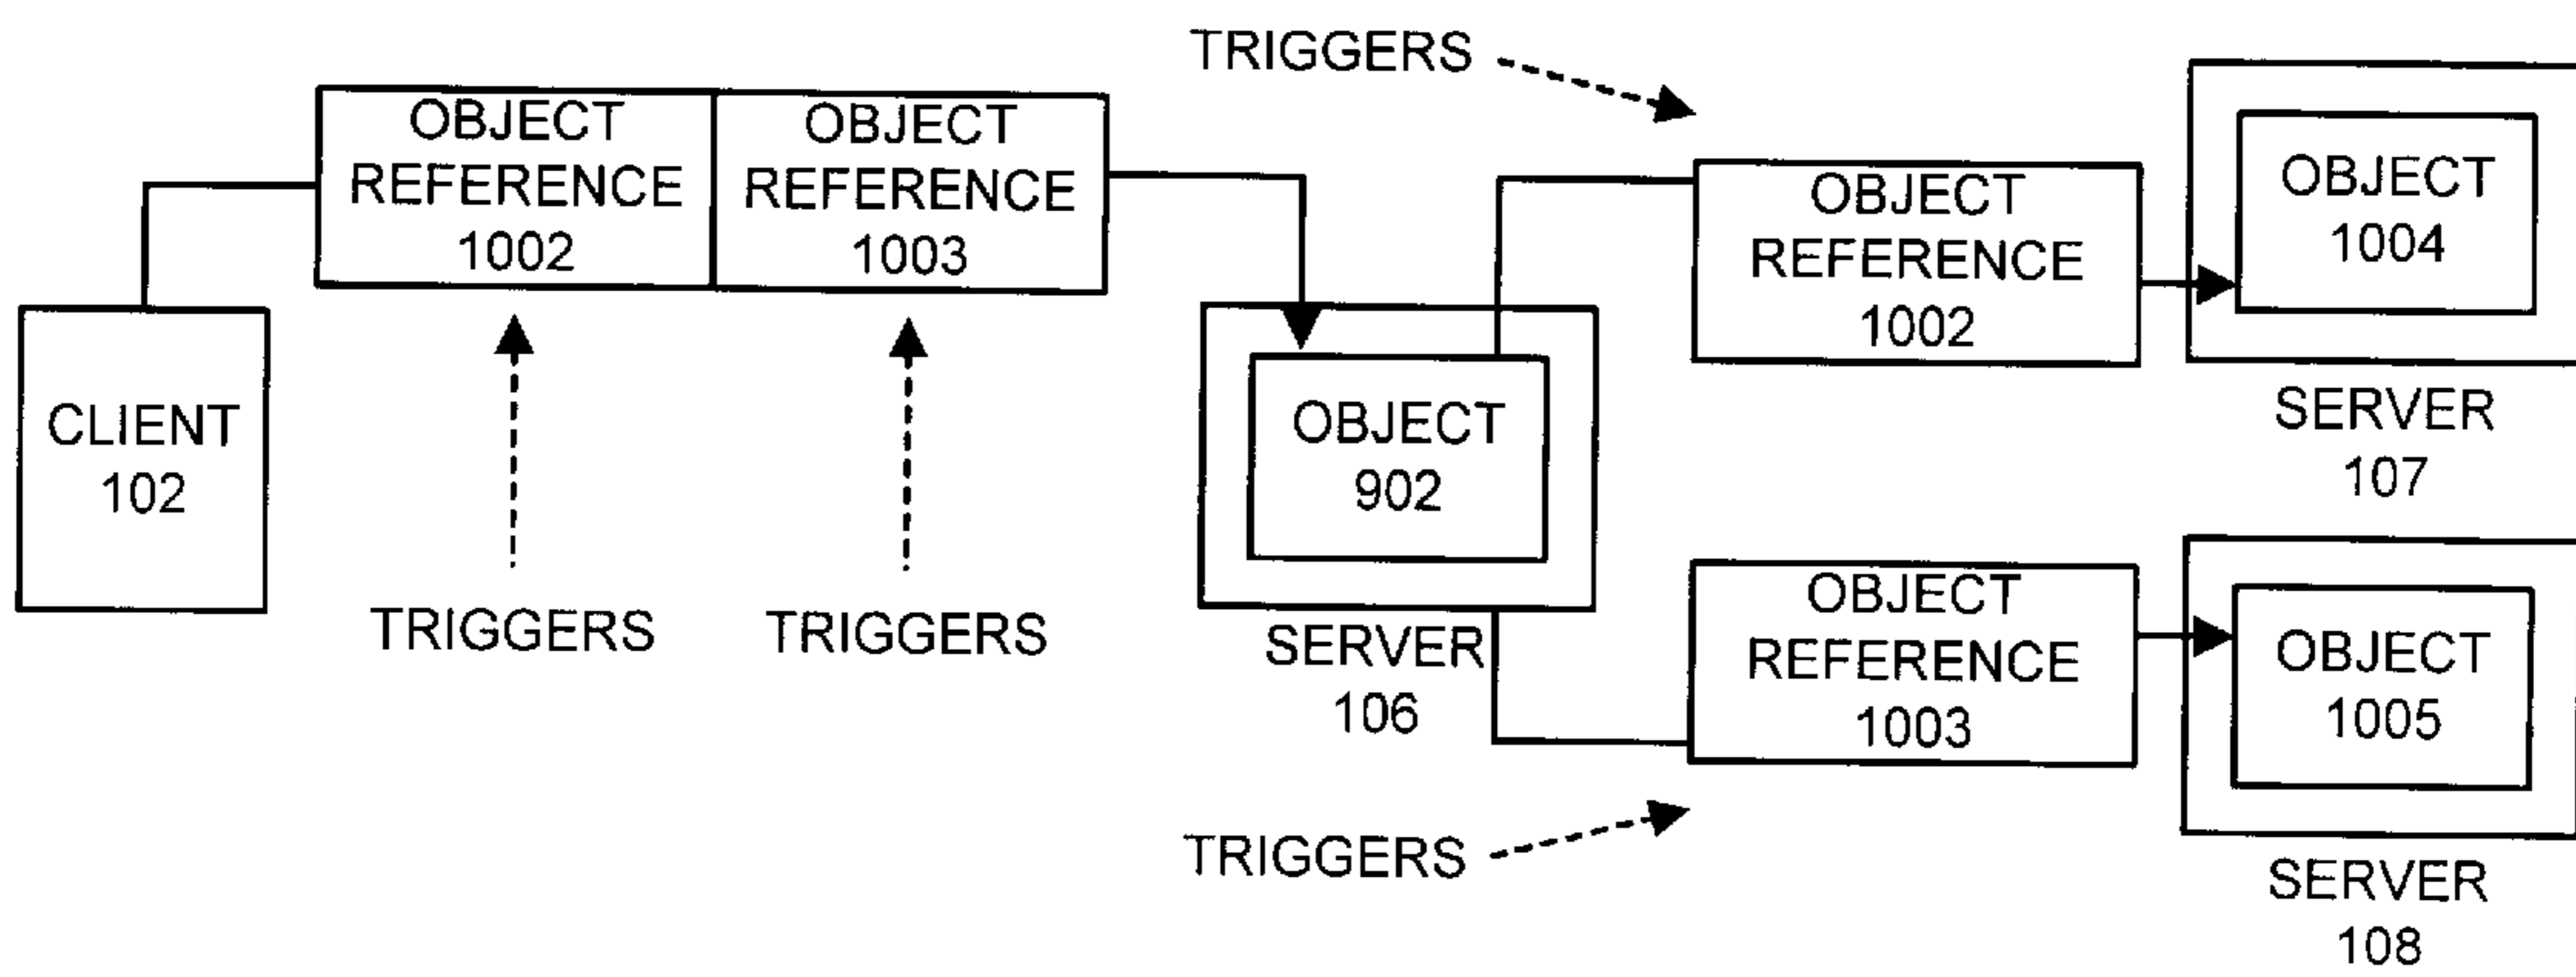 TRIGGERS
OBJECT
REFERENCE
1002
OBJECT
REFERENCE
1003
CLIENT
102
TRIGGERS
TRIGGERS
OBJECT
902
SERVER
106
OBJECT
REFERENCE
1002
OBJECT
1004
SERVER
107
OBJECT
REFERENCE
1003
OBJECT
1005
TRIGGERS
SERVER
108